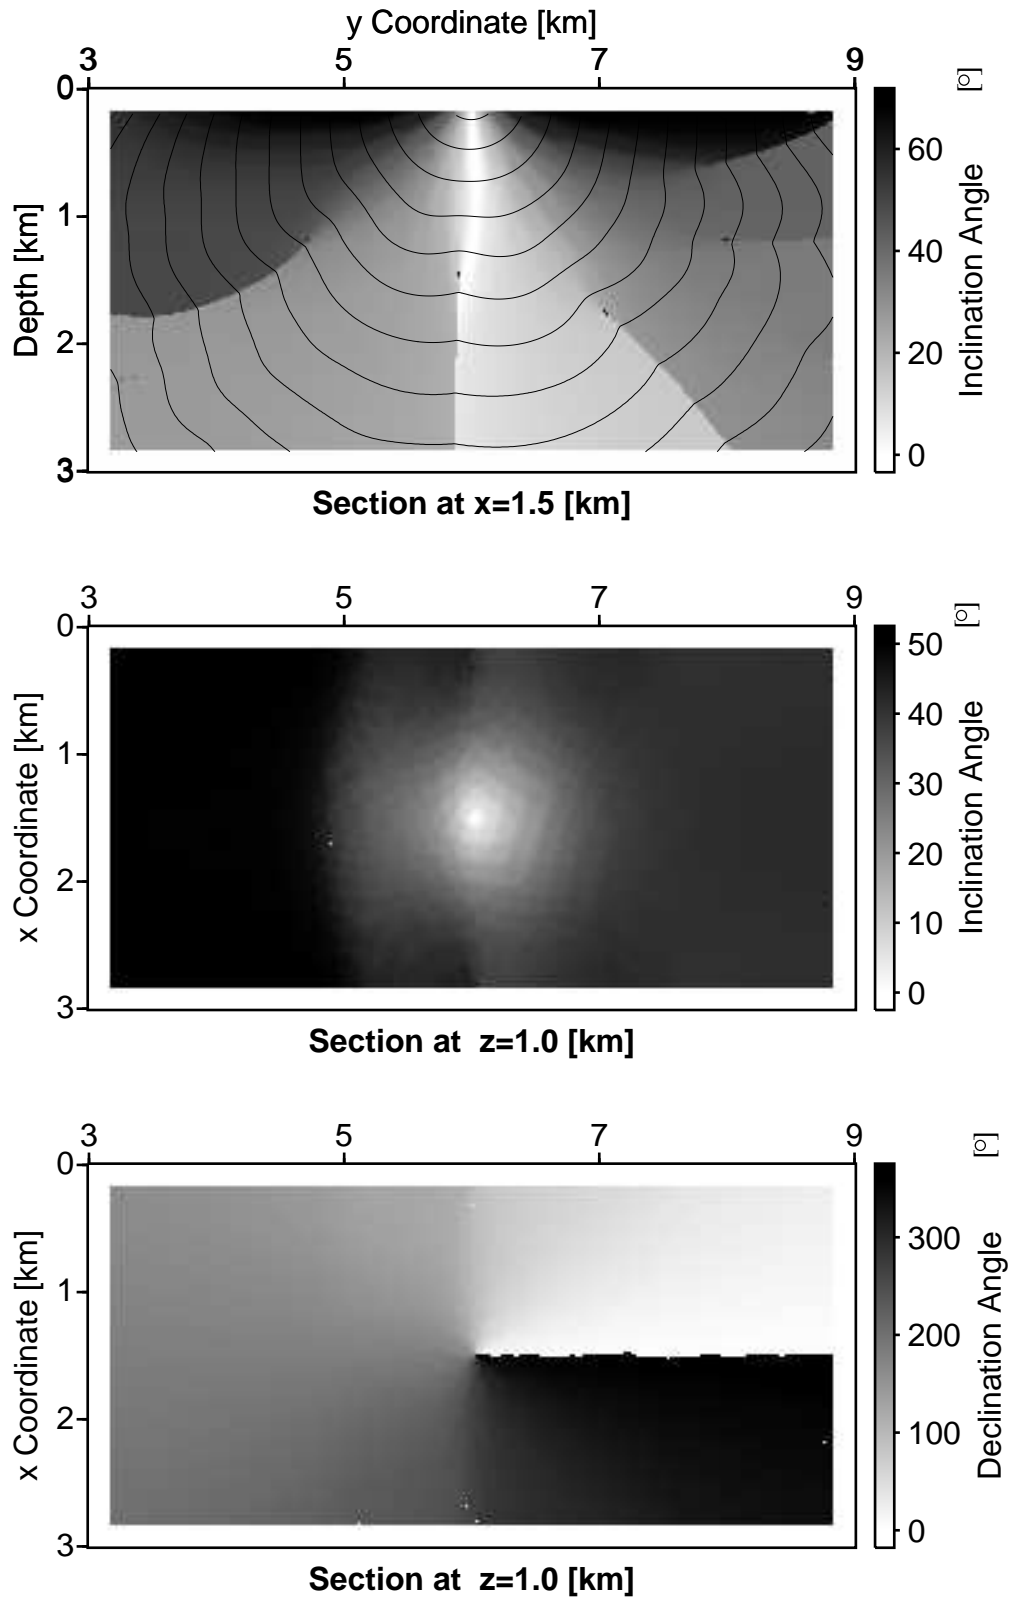 y Coordinate [km]
3 5 7 9
0
1
2
3
Depth [km]
60
40
20
0
Inclination Angle [°]
Section at x=1.5 [km]
3 5 7 9
0
1
2
3
x Coordinate [km]
50
40
30
20
10
0
Inclination Angle [°]
Section at z=1.0 [km]
3 5 7 9
0
1
2
3
x Coordinate [km]
300
200
100
0
Declination Angle [°]
Section at z=1.0 [km]